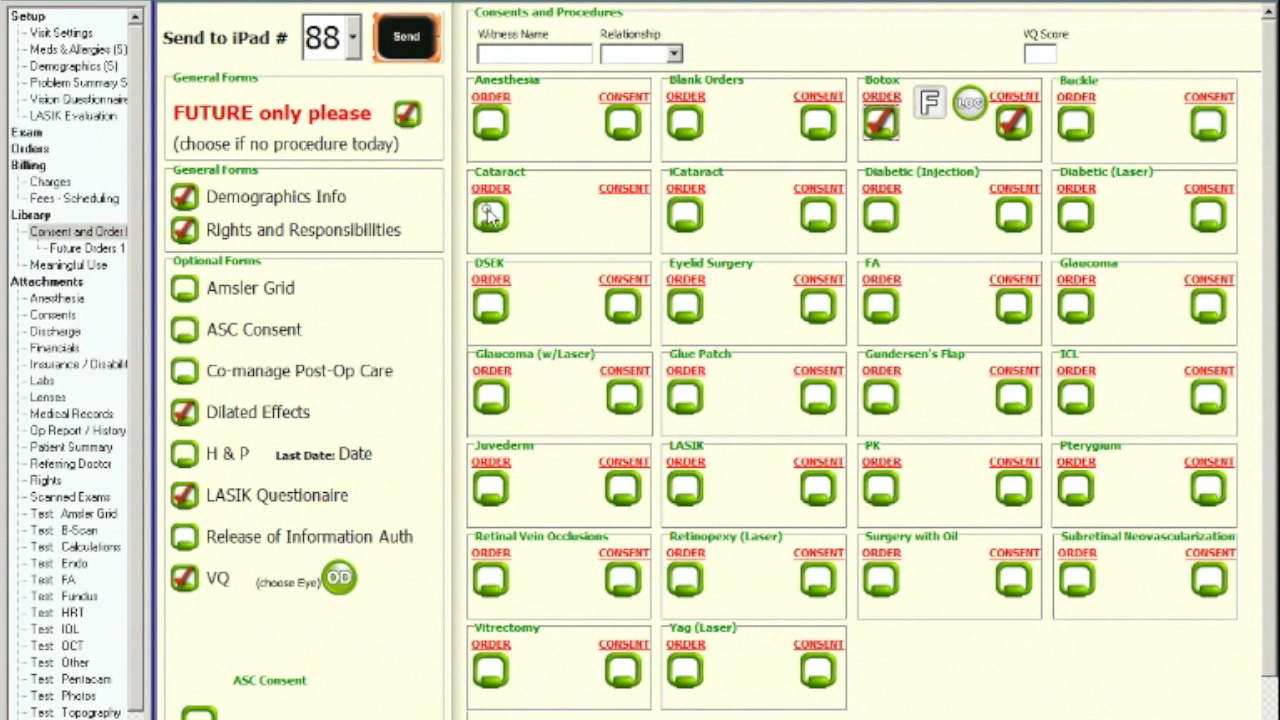 Setup
Visit Settings
Meds & Allergies (S)
Demographics (S)
Problem Summary S
Vision Questionnaire
LASIK Evaluation
Exam
Orders
Billing
Charges
Fees - Scheduling
Library
Consent and Order
Future Orders 1
Meaningful Use
Attachments
Anesthesia
Consents
Discharge
Financials
Insurance / Disabilit
Labs
Lenses
Medical Records
Op Report / History
Patient Summary
Referring Doctor
Rights
Scanned Exams
Test Amsler Grid
Test B-Scan
Test Calculations
Test Endo
Test FA
Test Fundus
Test HRT
Test IOL
Test OCT
Test Other
Test Pentacam
Test Photos
Test Topography
Send to iPad # 88 Send
General Forms
FUTURE only please
(choose if no procedure today)
General Forms
Demographics Info
Rights and Responsibilities
Optional Forms
Amsler Grid
ASC Consent
Co-manage Post-Op Care
Dilated Effects
H & P Last Date: Date
LASIK Questionaire
Release of Information Auth
VQ (choose Eye) OD
ASC Consent
Consents and Procedures
Witness Name Relationship VQ Score
Anesthesia Blank Orders Botox Buckle
ORDER CONSENT ORDER CONSENT ORDER F LOC CONSENT ORDER CONSENT
Cataract iCataract Diabetic (Injection) Diabetic (Laser)
ORDER CONSENT ORDER CONSENT ORDER CONSENT ORDER CONSENT
DSEK Eyelid Surgery FA Glaucoma
ORDER CONSENT ORDER CONSENT ORDER CONSENT ORDER CONSENT
Glaucoma (w/Laser) Glue Patch Gundersen's Flap ICL
ORDER CONSENT ORDER CONSENT ORDER CONSENT ORDER CONSENT
Juvederm LASIK PK Pterygium
ORDER CONSENT ORDER CONSENT ORDER CONSENT ORDER CONSENT
Retinal Vein Occlusions Retinopexy (Laser) Surgery with Oil Subretinal Neovascularization
ORDER CONSENT ORDER CONSENT ORDER CONSENT ORDER CONSENT
Vitrectomy Yag (Laser)
ORDER CONSENT ORDER CONSENT